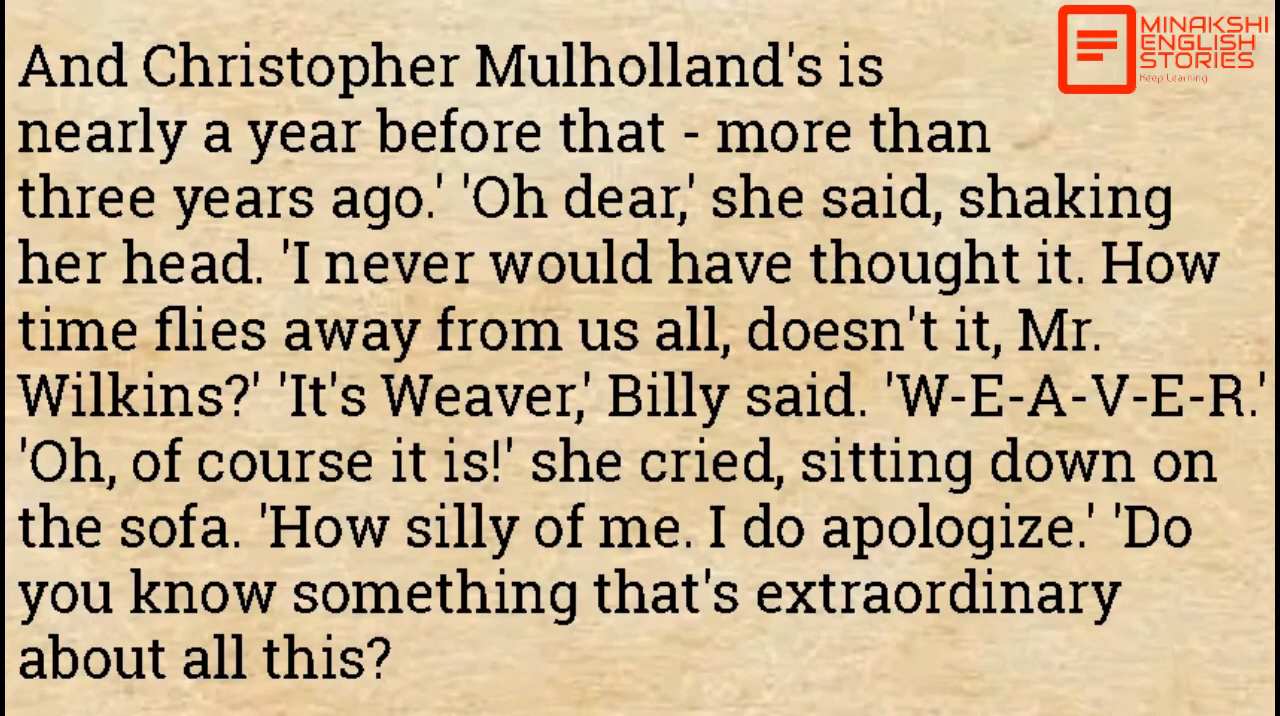 MINAKSHI
ENGLISH
STORIES
Keep Learning
And Christopher Mulholland's is
nearly a year before that - more than
three years ago.' 'Oh dear,' she said, shaking
her head. 'I never would have thought it. How
time flies away from us all, doesn't it, Mr.
Wilkins?' 'It's Weaver,' Billy said. 'W-E-A-V-E-R.'
'Oh, of course it is!' she cried, sitting down on
the sofa. 'How silly of me. I do apologize.' 'Do
you know something that's extraordinary
about all this?